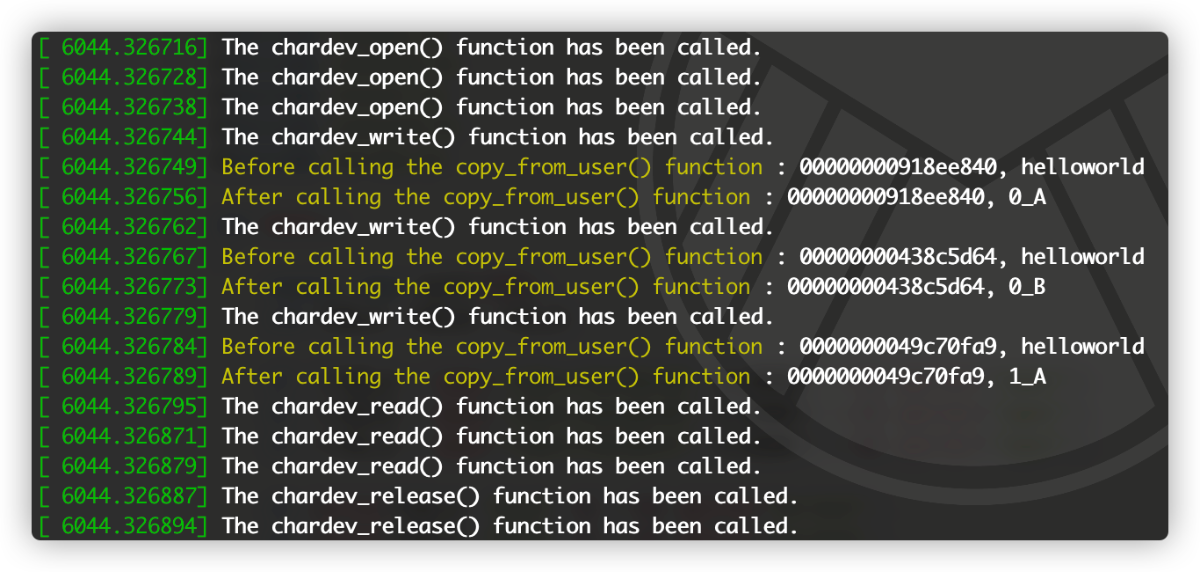 [ 6044.326716] The chardev_open() function has been called.
[ 6044.326728] The chardev_open() function has been called.
[ 6044.326738] The chardev_open() function has been called.
[ 6044.326744] The chardev_write() function has been called.
[ 6044.326749] Before calling the copy_from_user() function : 00000000918ee840, helloworld
[ 6044.326756] After calling the copy_from_user() function : 00000000918ee840, 0_A
[ 6044.326762] The chardev_write() function has been called.
[ 6044.326767] Before calling the copy_from_user() function : 00000000438c5d64, helloworld
[ 6044.326773] After calling the copy_from_user() function : 00000000438c5d64, 0_B
[ 6044.326779] The chardev_write() function has been called.
[ 6044.326784] Before calling the copy_from_user() function : 0000000049c70fa9, helloworld
[ 6044.326789] After calling the copy_from_user() function : 0000000049c70fa9, 1_A
[ 6044.326795] The chardev_read() function has been called.
[ 6044.326871] The chardev_read() function has been called.
[ 6044.326879] The chardev_read() function has been called.
[ 6044.326887] The chardev_release() function has been called.
[ 6044.326894] The chardev_release() function has been called.